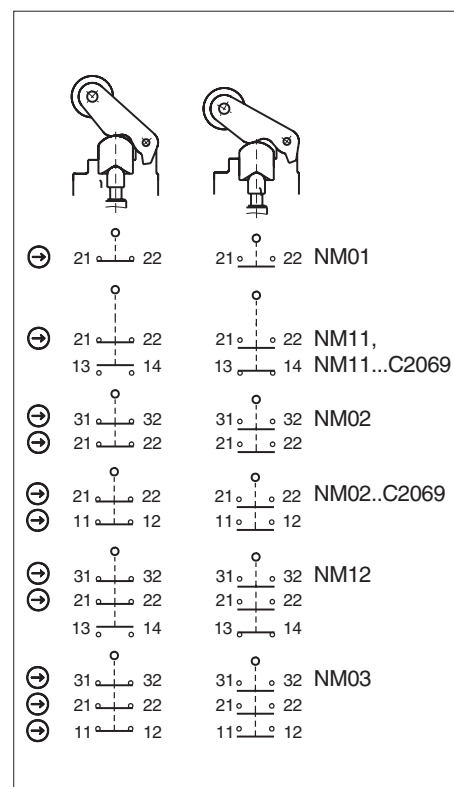 21 22 21 22 NM01
21 22 21 22 NM11,
13 14 13 14 NM11...C2069
31 32 31 32 NM02
21 22 21 22
21 22 21 22 NM02..C2069
11 12 11 12
31 32 31 32 NM12
21 22 21 22
13 14 13 14
31 32 31 32 NM03
21 22 21 22
11 12 11 12